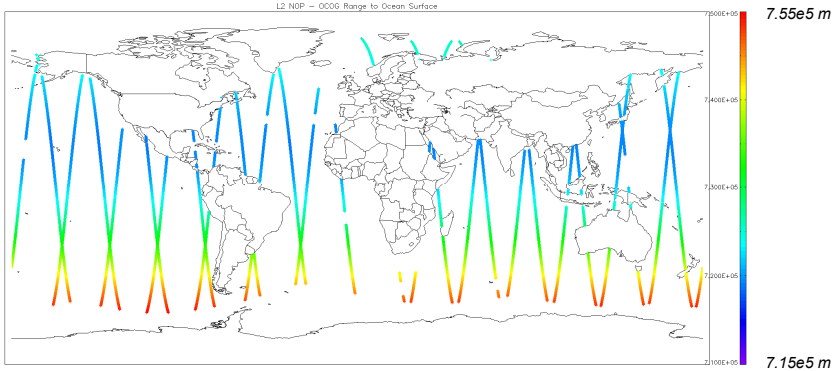 L2 NOP – OCOG Range to Ocean Surface
7.55e5 m
7.500E+05
7.400E+05
7.300E+05
7.200E+05
7.100E+05
7.15e5 m